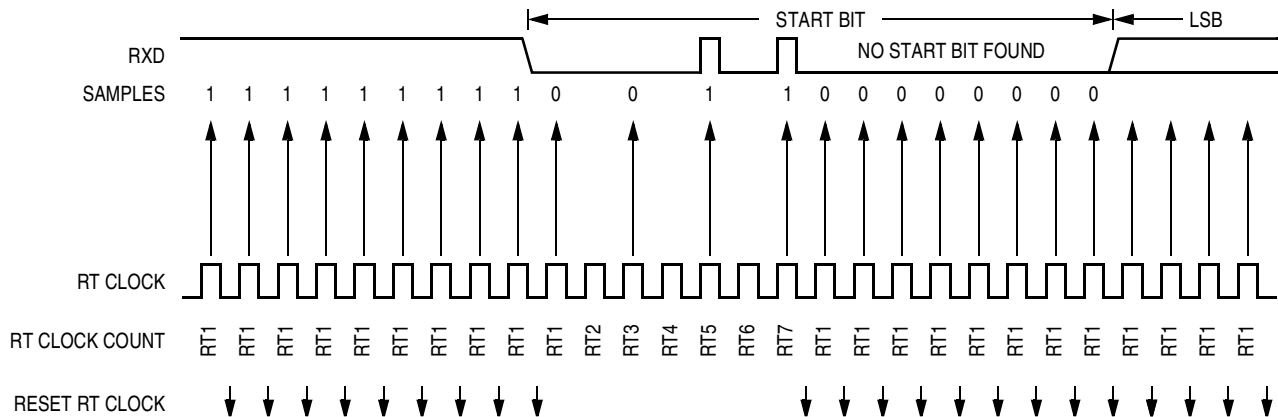 START BIT LSB
RXD NO START BIT FOUND
SAMPLES 1 1 1 1 1 1 1 1 1 0 0 1 1 0 0 0 0 0 0 0 0
RT CLOCK
RT CLOCK COUNT RT1 RT1 RT1 RT1 RT1 RT1 RT1 RT1 RT1 RT1 RT2 RT3 RT4 RT5 RT6 RT7 RT1 RT1 RT1 RT1 RT1 RT1 RT1 RT1 RT1 RT1 RT1 RT1
RESET RT CLOCK